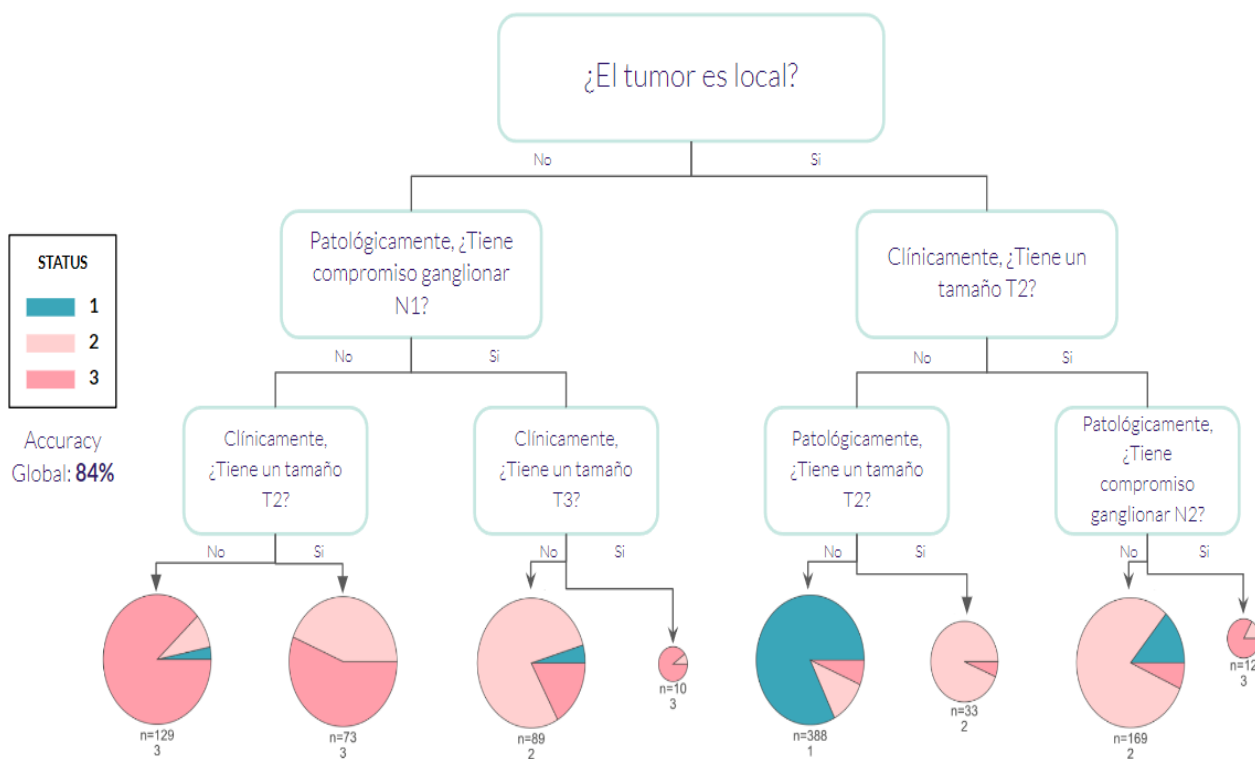 ¿El tumor es local?
No
Si
Patológicamente, ¿Tiene
compromiso ganglionar
N1?
Clínicamente, ¿Tiene un
tamaño T2?
STATUS
1
2
3
Accuracy
Global: 84%
No
Si
No
Si
Clínicamente,
¿Tiene un tamaño
T2?
Clínicamente,
¿Tiene un tamaño
T3?
Patológicamente,
¿Tiene un tamaño
T2?
Patológicamente,
¿Tiene
compromiso
ganglionar N2?
No
Si
No
Si
No
Si
No
Si
n=129
3
n=73
3
n=89
2
n=10
3
n=388
1
n=33
2
n=169
2
n=12
3